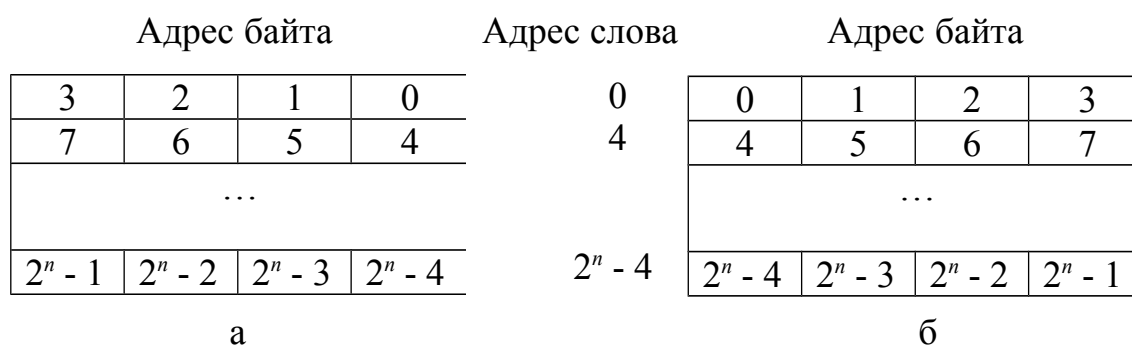 Адрес байта Адрес слова Адрес байта
3 2 1 0 0 0 1 2 3
7 6 5 4 4 4 5 6 7
... ...
2ⁿ - 1 2ⁿ - 2 2ⁿ - 3 2ⁿ - 4 2ⁿ - 4 2ⁿ - 4 2ⁿ - 3 2ⁿ - 2 2ⁿ - 1
а б